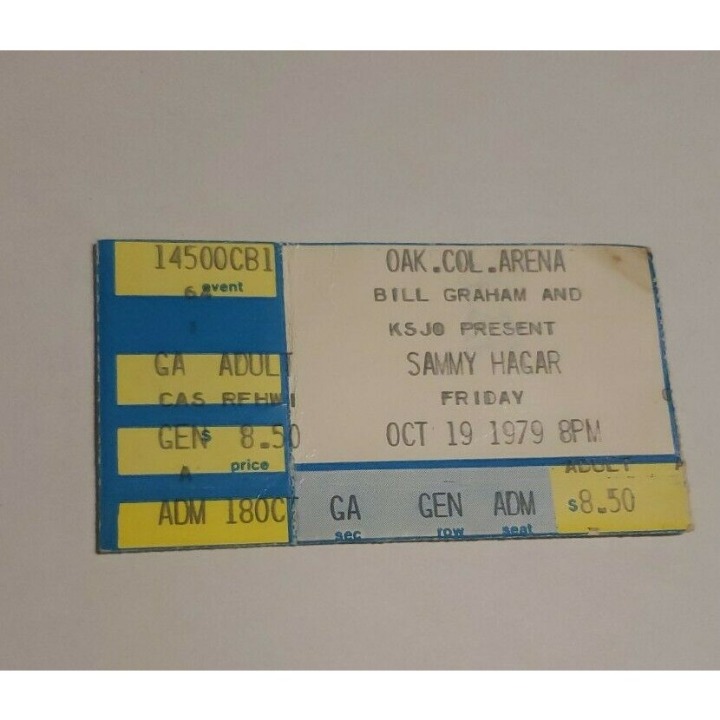 14500CB1
event
GA ADULT
CAS
GEN $ 8.50
A price
ADM 18OCT
OAK.COL.ARENA
BILL GRAHAM AND
KSJO PRESENT
SAMMY HAGAR
FRIDAY
OCT 19 1979 8PM
ADULT
GA GEN ADM $8.50
sec row seat